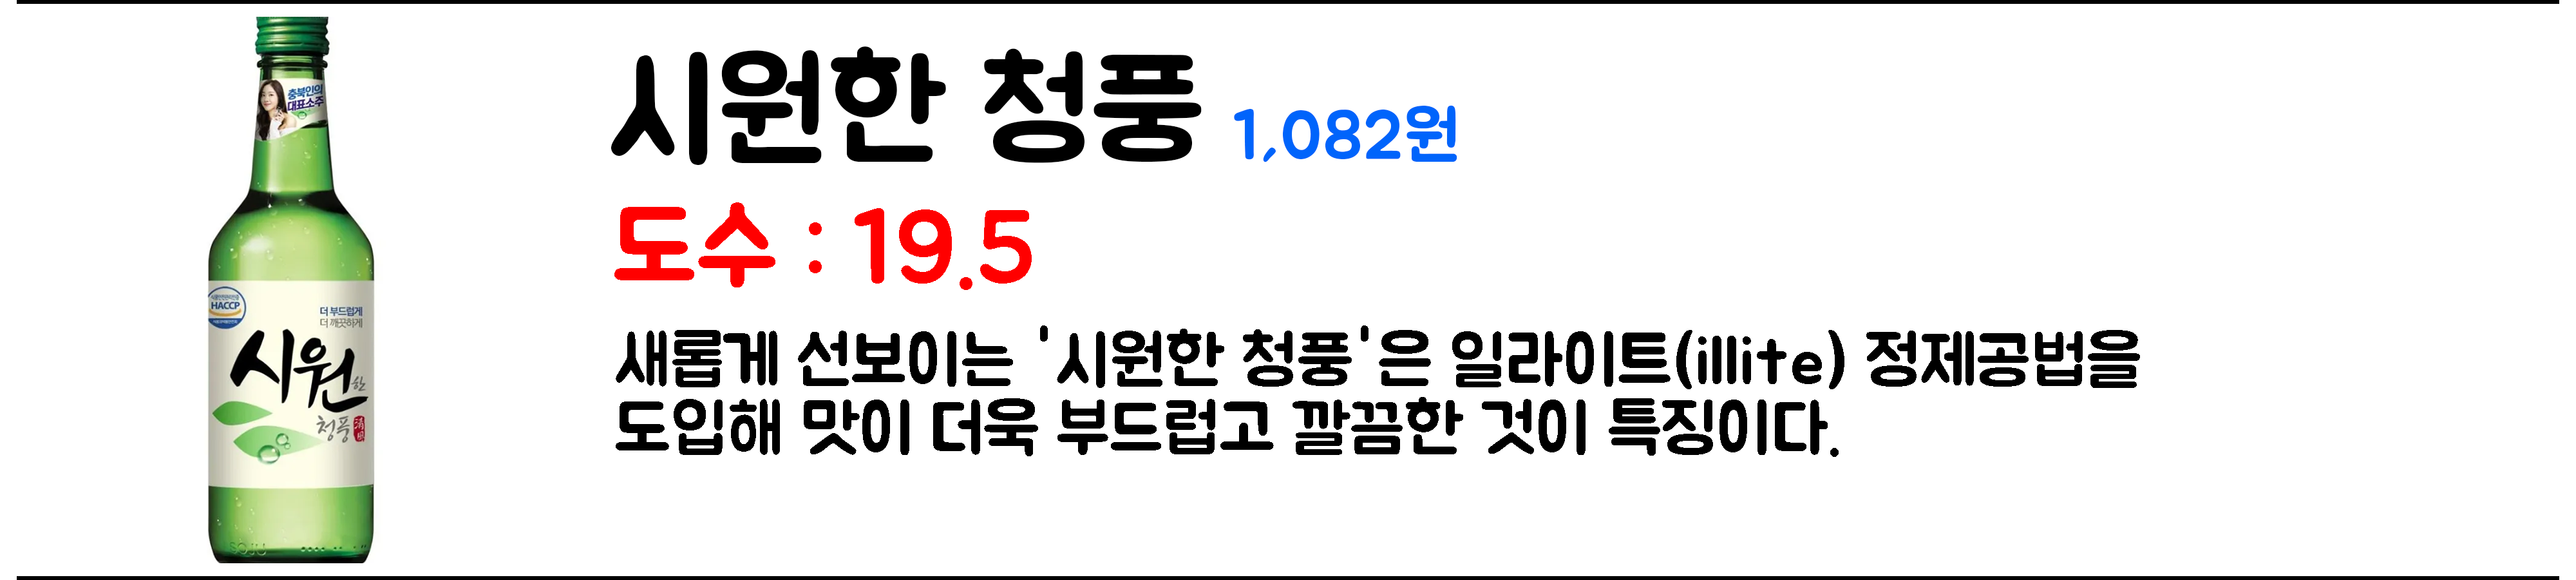 충북인의
대표소주
시원한 청풍 1,082원
도수 : 19.5
HACCP
더 부드럽게
더 깨끗하게
시원한
청풍
새롭게 선보이는 '시원한 청풍'은 일라이트(illite) 정제공법을
도입해 맛이 더욱 부드럽고 깔끔한 것이 특징이다.
SOJU